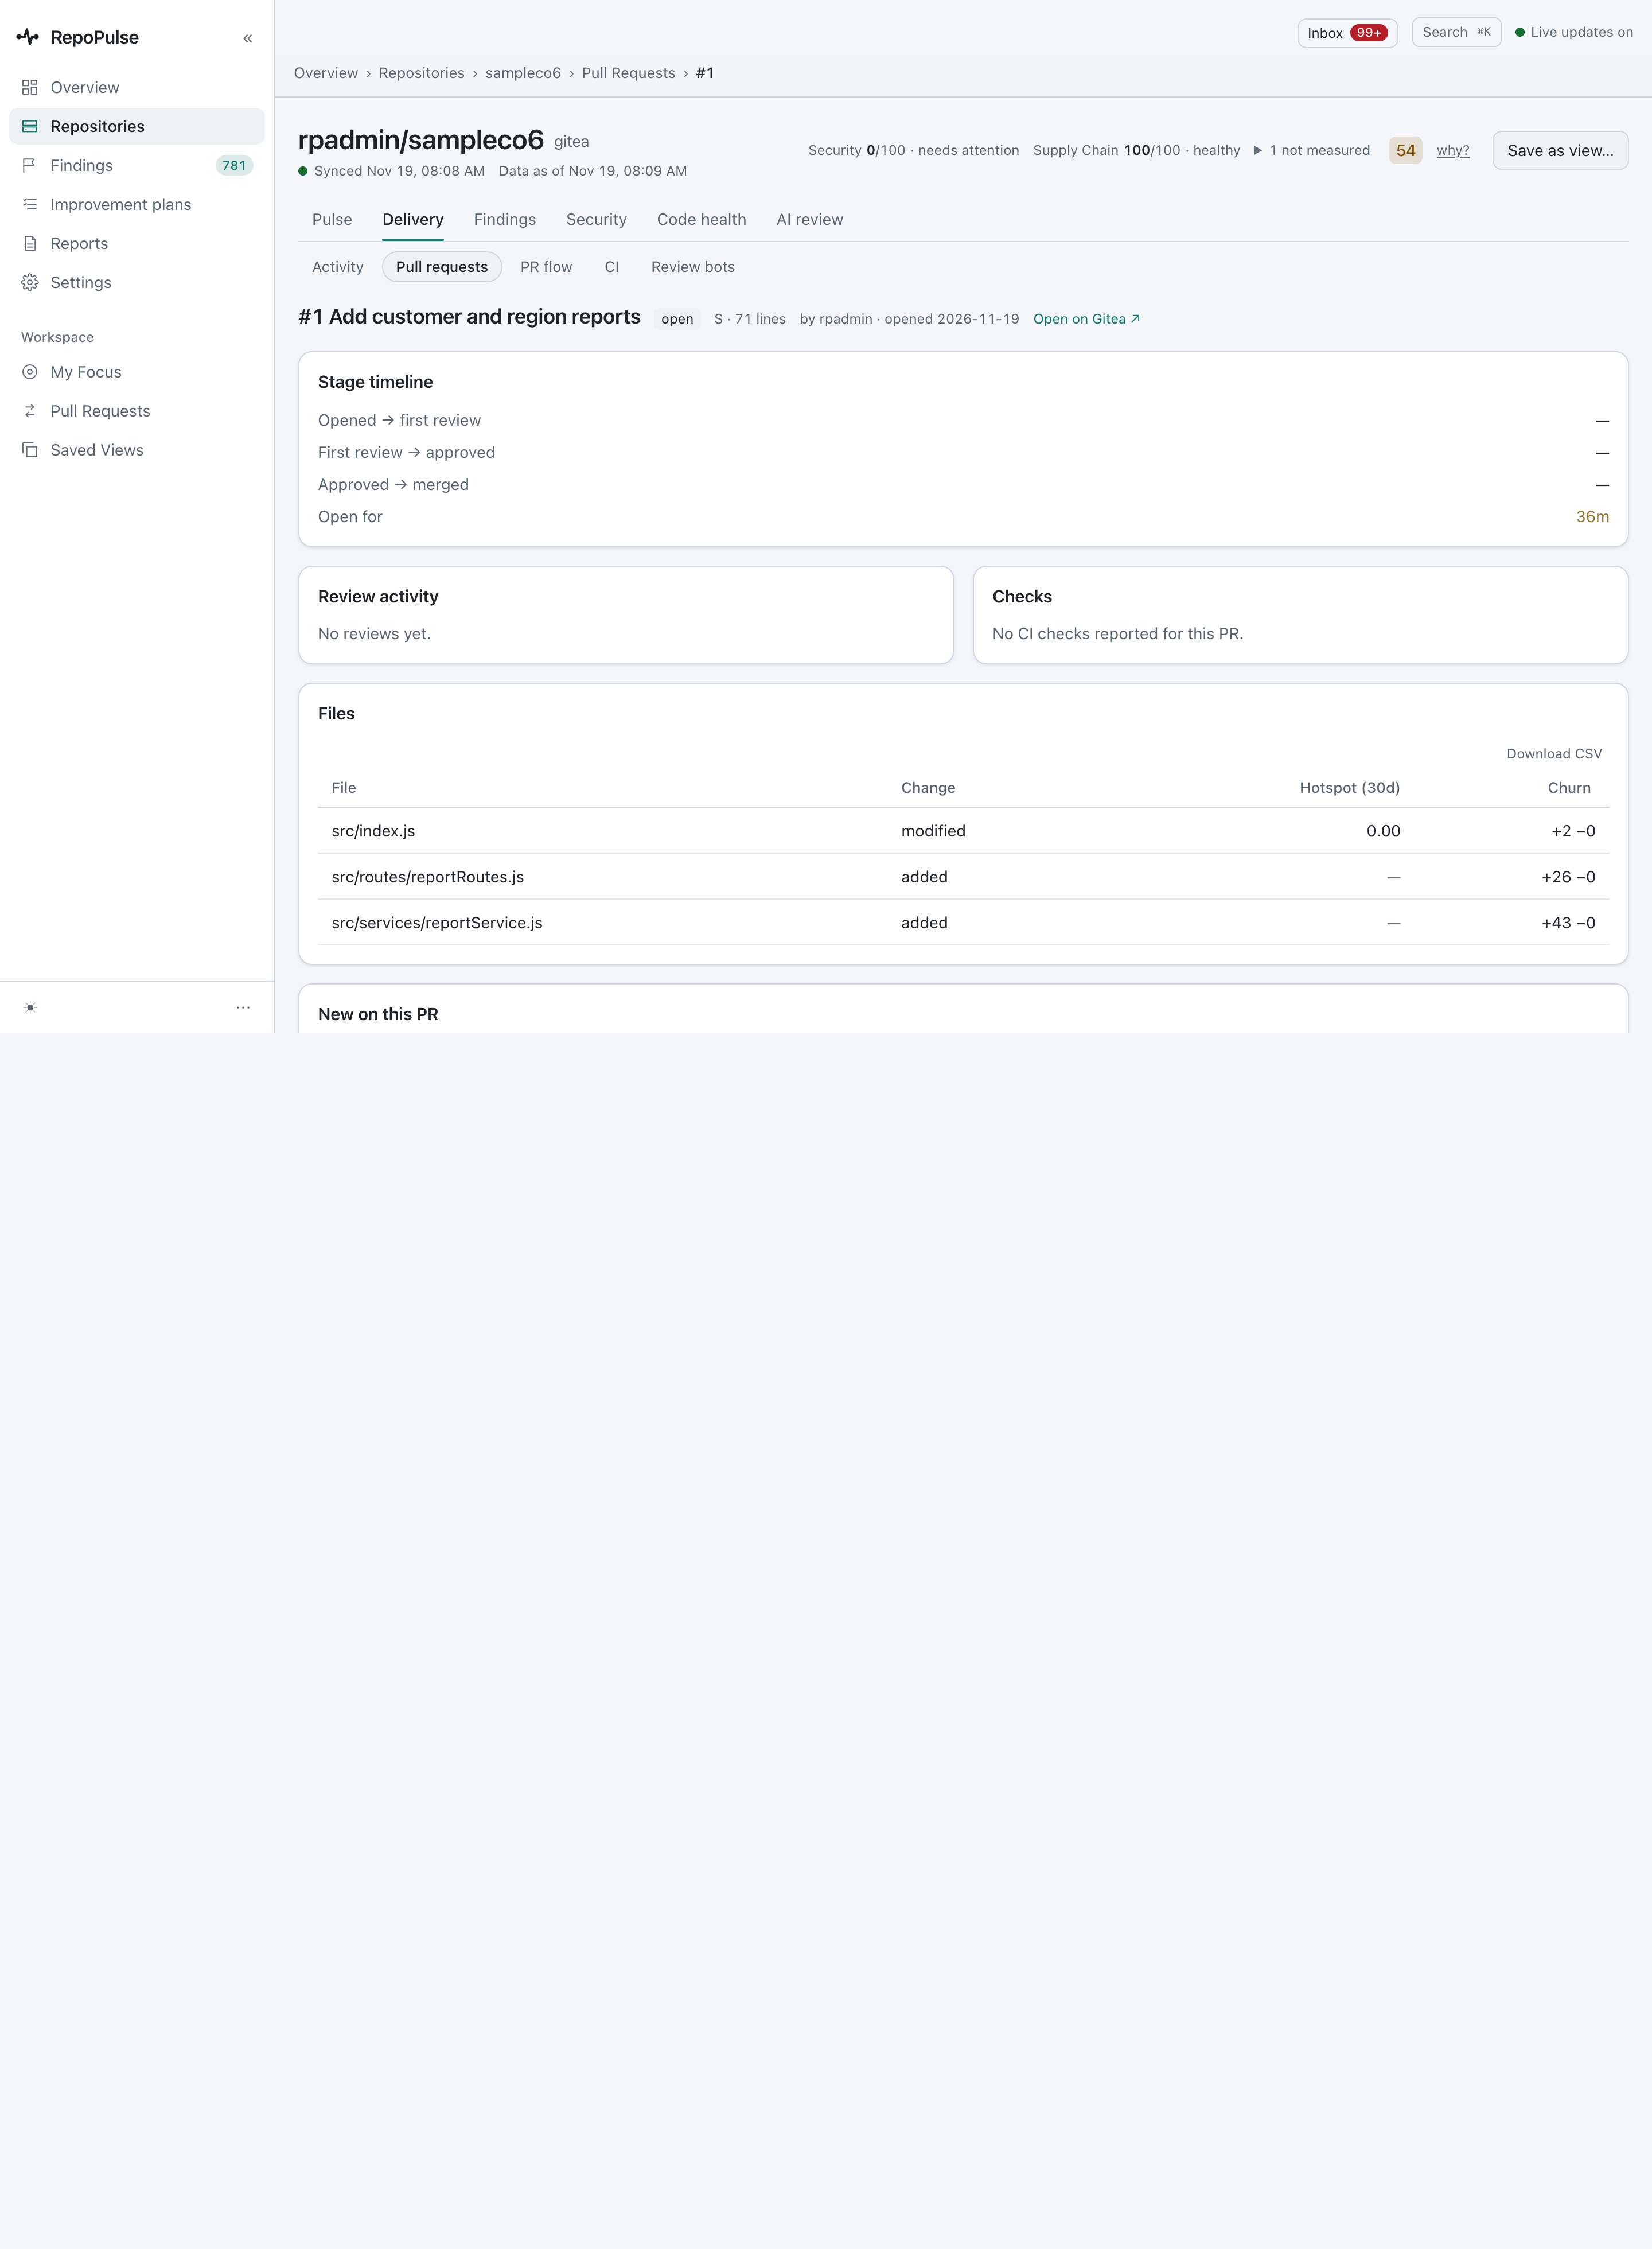 RepoPulse «
Overview
Repositories
Findings 781
Improvement plans
Reports
Settings
Workspace
My Focus
Pull Requests
Saved Views
Inbox 99+ Search ⌘K Live updates on
Overview › Repositories › sampleco6 › Pull Requests › #1
rpadmin/sampleco6 gitea
Synced Nov 19, 08:08 AM Data as of Nov 19, 08:09 AM
Security 0/100 · needs attention Supply Chain 100/100 · healthy ▶ 1 not measured 54 why? Save as view...
Pulse Delivery Findings Security Code health AI review
Activity Pull requests PR flow CI Review bots
#1 Add customer and region reports open S · 71 lines by rpadmin · opened 2026-11-19 Open on Gitea ↗
Stage timeline
Opened → first review —
First review → approved —
Approved → merged —
Open for 36m
Review activity
No reviews yet.
Checks
No CI checks reported for this PR.
Files
Download CSV
File Change Hotspot (30d) Churn
src/index.js modified 0.00 +2 −0
src/routes/reportRoutes.js added — +26 −0
src/services/reportService.js added — +43 −0
New on this PR